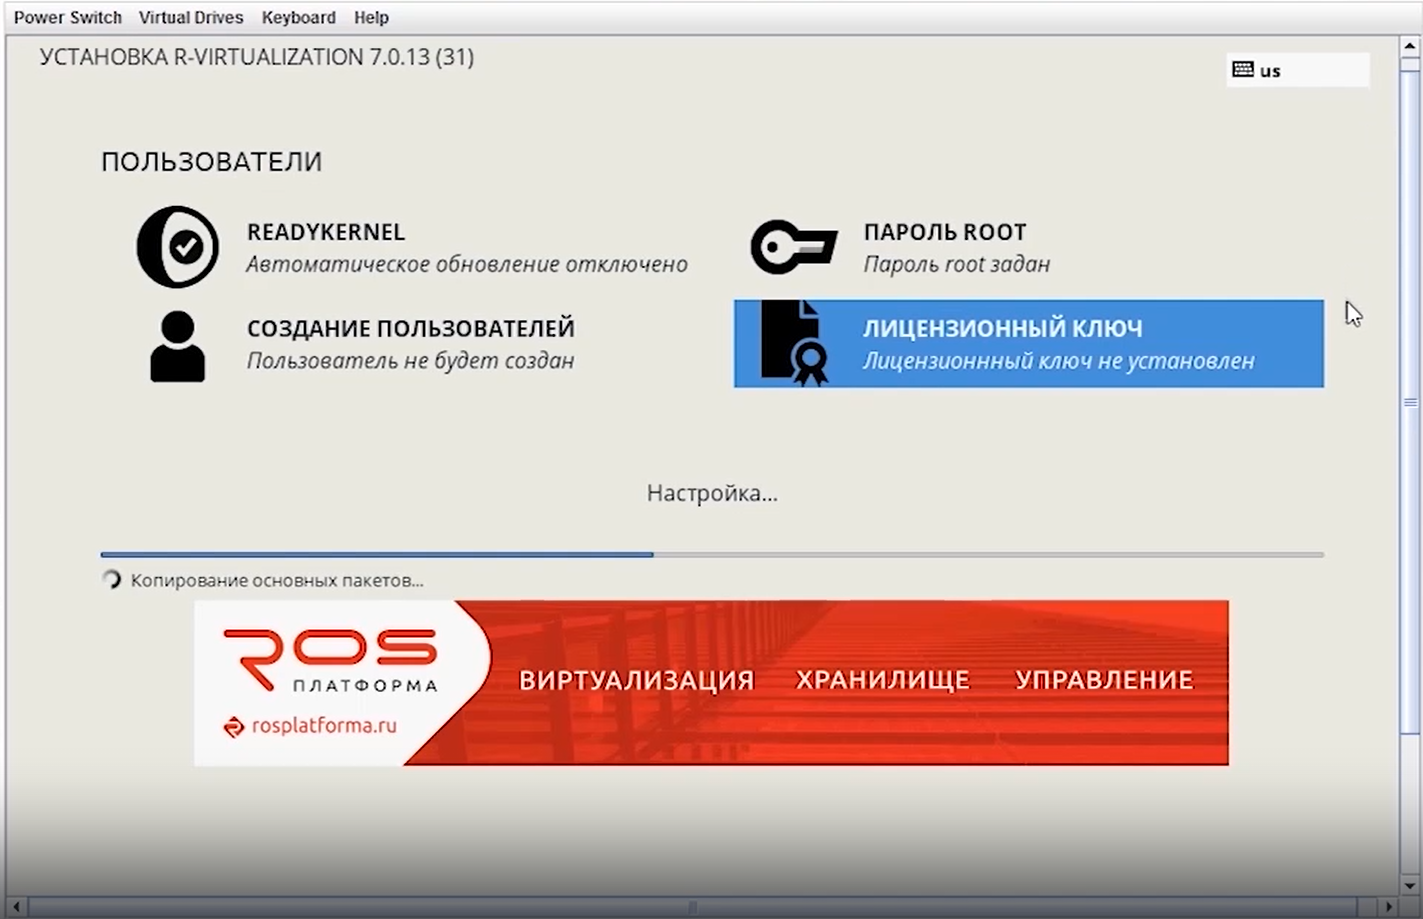 Power Switch Virtual Drives Keyboard Help
УСТАНОВКА R-VIRTUALIZATION 7.0.13 (31)
us
ПОЛЬЗОВАТЕЛИ
READYKERNEL
Автоматическое обновление отключено
ПАРОЛЬ ROOT
Пароль root задан
СОЗДАНИЕ ПОЛЬЗОВАТЕЛЕЙ
Пользователь не будет создан
ЛИЦЕНЗИОННЫЙ КЛЮЧ
Лицензионнный ключ не установлен
Настройка...
Копирование основных пакетов...
ROS
ПЛАТФОРМА
rosplatforma.ru
ВИРТУАЛИЗАЦИЯ ХРАНИЛИЩЕ УПРАВЛЕНИЕ